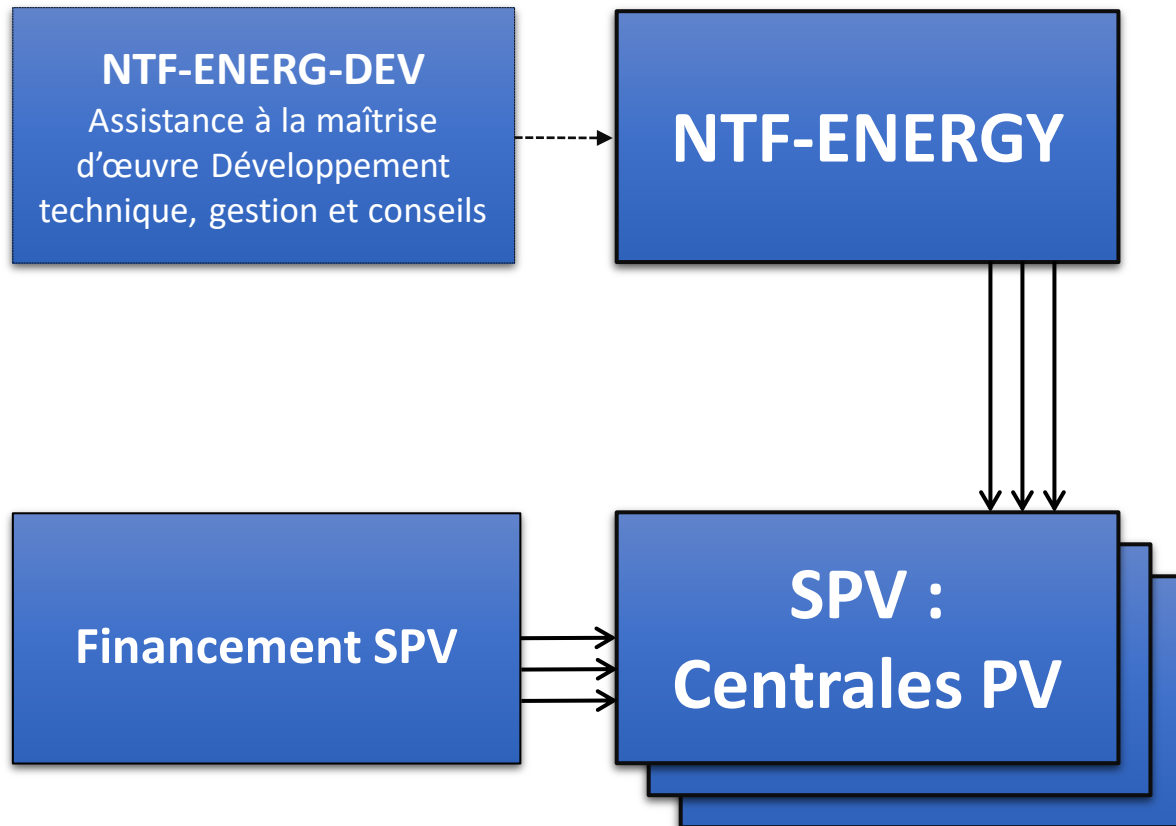 NTF-ENERG-DEV
Assistance à la maîtrise
d’œuvre Développement
technique, gestion et conseils
NTF-ENERGY
Financement SPV
SPV :
Centrales PV